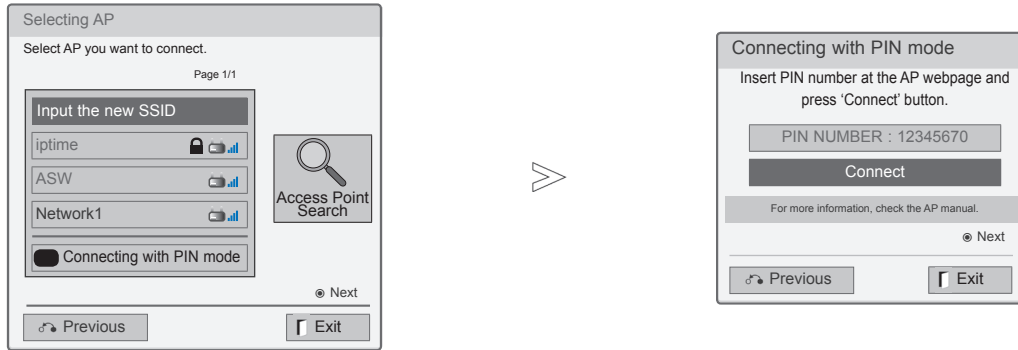 Selecting AP
Select AP you want to connect.
Page 1/1
Input the new SSID
iptime
ASW
Network1
Connecting with PIN mode
Access Point
Search
Next
Previous
Exit
Connecting with PIN mode
Insert PIN number at the AP webpage and
press ‘Connect’ button.
PIN NUMBER : 12345670
Connect
For more information, check the AP manual.
Next
Previous
Exit